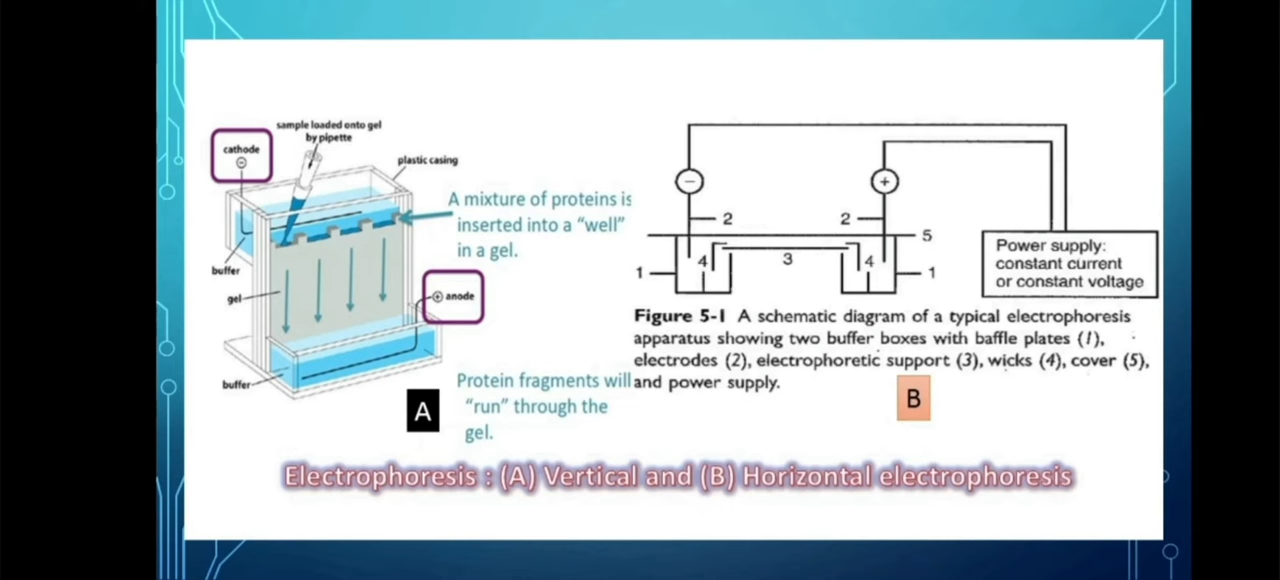 sample loaded onto gel
by pipette
cathode
−
plastic casing
A mixture of proteins is
inserted into a “well”
in a gel.
buffer
gel
+ anode
buffer
Protein fragments will
“run” through the
gel.
A
−
+
2
2
5
4
3
4
1
1
Power supply:
constant current
or constant voltage
Figure 5-1 A schematic diagram of a typical electrophoresis
apparatus showing two buffer boxes with baffle plates (1),
electrodes (2), electrophoretic support (3), wicks (4), cover (5),
and power supply.
B
Electrophoresis : (A) Vertical and (B) Horizontal electrophoresis